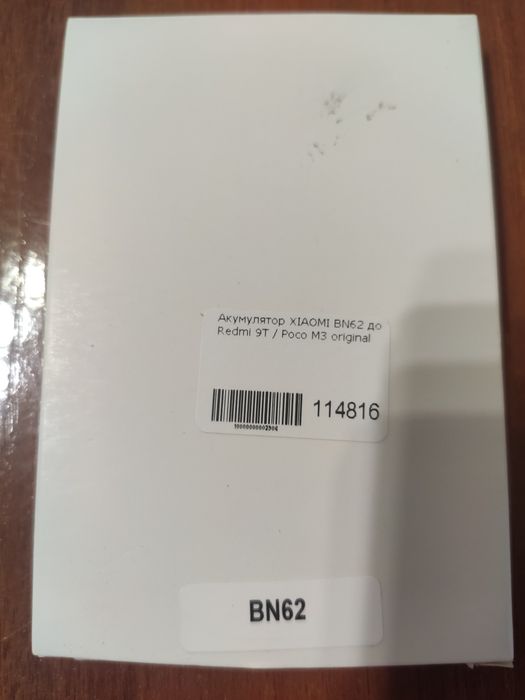 Акумулятор XIAOMI BN62 до
Redmi 9T / Poco M3 original
114816
BN62